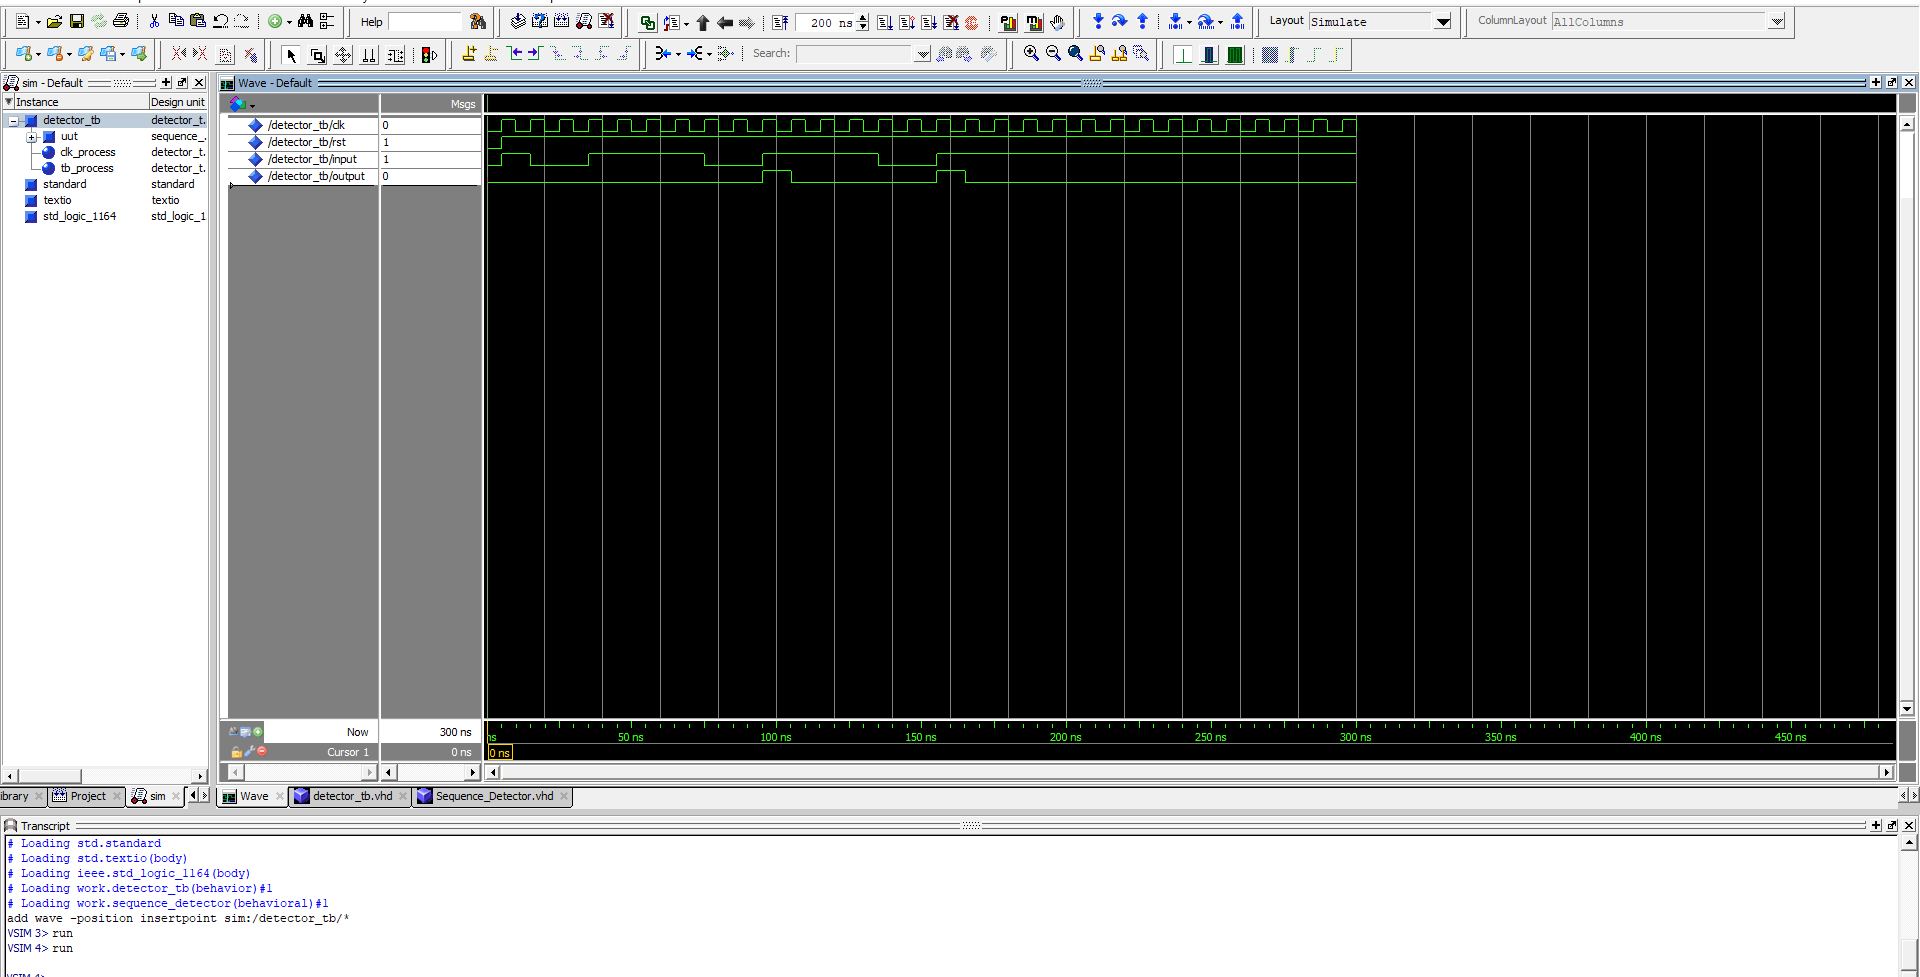 Help
200 ns
Layout Simulate
ColumnLayout AllColumns
Search:
sim - Default
Wave - Default
Instance Design unit
Msgs
detector_tb detector_t.
uut sequence_.
clk_process detector_t.
tb_process detector_t.
standard standard
textio textio
std_logic_1164 std_logic_1
/detector_tb/clk 0
/detector_tb/rst 1
/detector_tb/input 1
/detector_tb/output 0
Now 300 ns
ns 50 ns 100 ns 150 ns 200 ns 250 ns 300 ns 350 ns 400 ns 450 ns
Cursor 1 0 ns
0 ns
ibrary Project sim
Wave detector_tb.vhd Sequence_Detector.vhd
Transcript
# Loading std.standard
# Loading std.textio(body)
# Loading ieee.std_logic_1164(body)
# Loading work.detector_tb(behavior)#1
# Loading work.sequence_detector(behavioral)#1
add wave -position insertpoint sim:/detector_tb/*
VSIM 3> run
VSIM 4> run